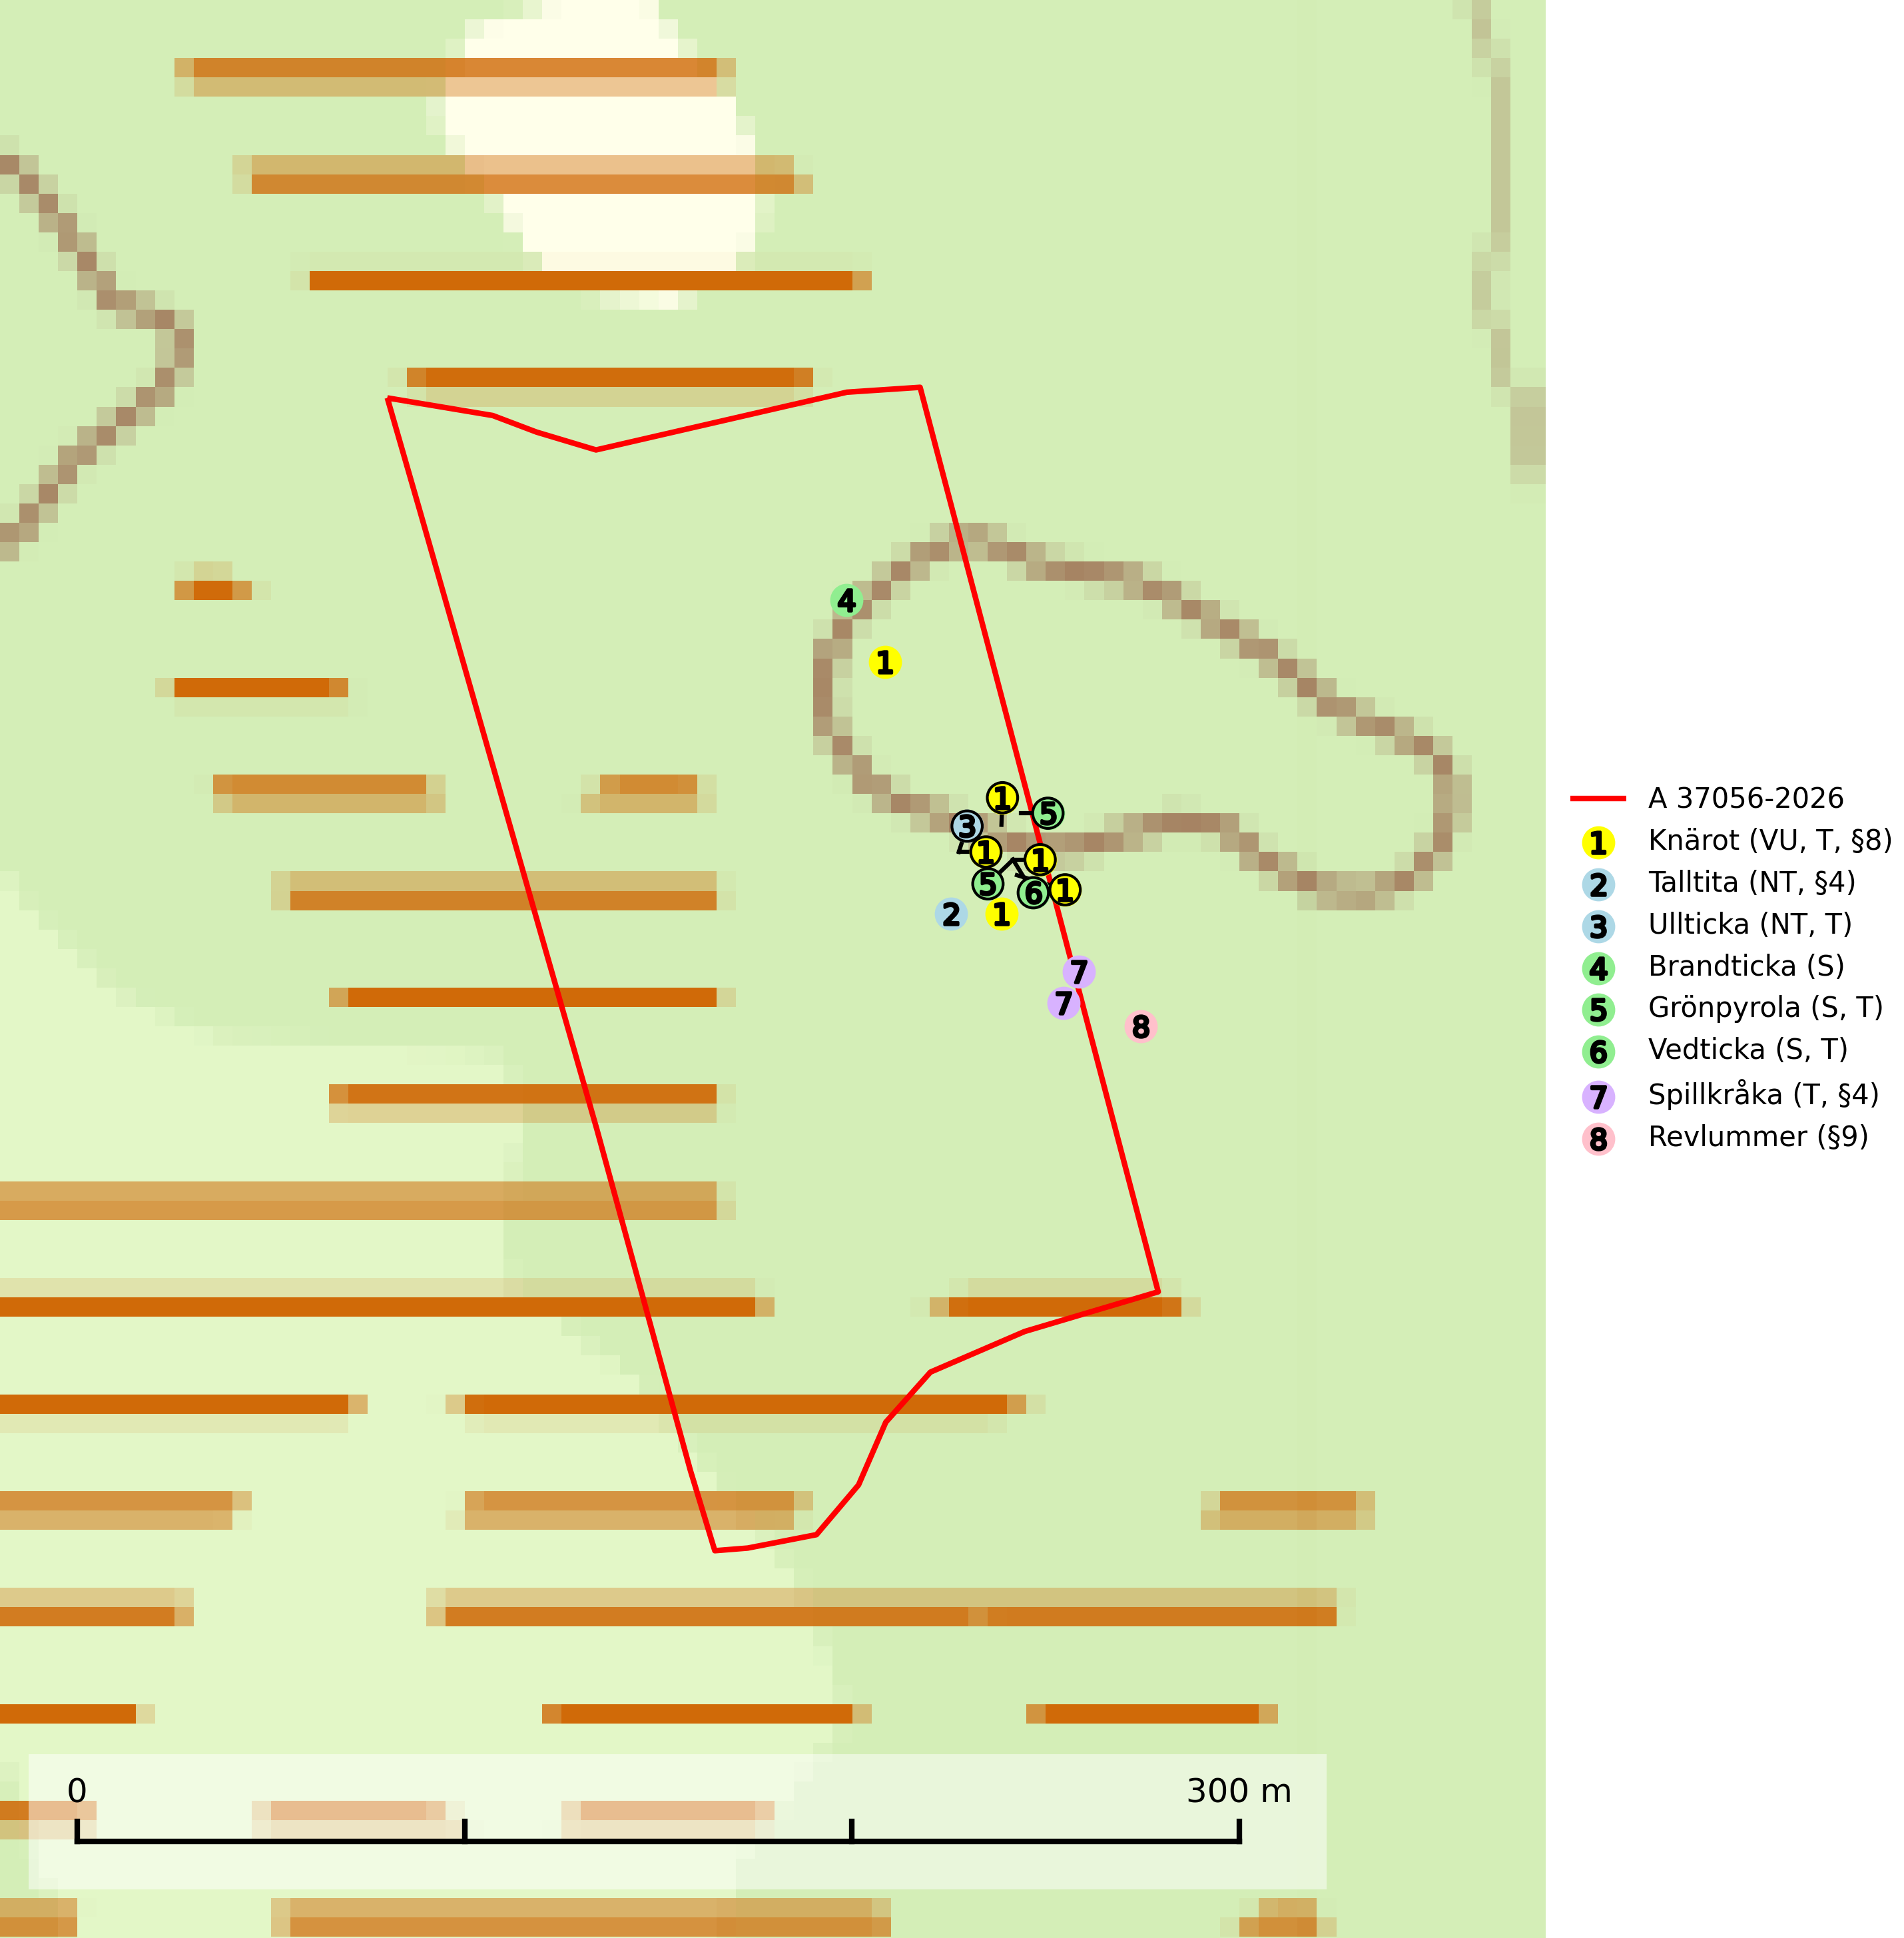 4
1
1
5
3
1
1
5
6
1
2
1
7
7
8
A 37056-2026
1 Knärot (VU, T, §8)
2 Talltita (NT, §4)
3 Ullticka (NT, T)
4 Brandticka (S)
5 Grönpyrola (S, T)
6 Vedticka (S, T)
7 Spillkråka (T, §4)
8 Revlummer (§9)
0 300 m